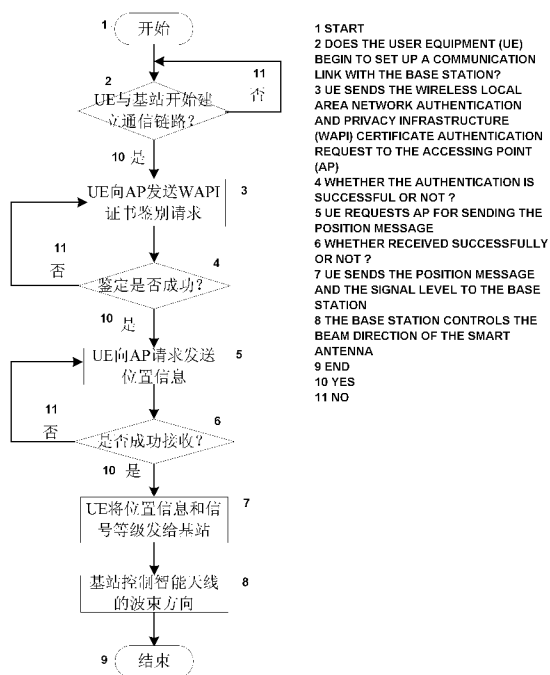 1 开始
11
否
2
UE与基站开始建
立通信链路？
10 是
UE向AP发送WAPI
证书鉴别请求
3
11
否
4
鉴定是否成功？
10 是
UE向AP请求发送
位置信息
5
11
否
6
是否成功接收？
10 是
UE将位置信息和信
号等级发给基站
7
基站控制智能天线
的波束方向
8
9 结束
1 START
2 DOES THE USER EQUIPMENT (UE)
BEGIN TO SET UP A COMMUNICATION
LINK WITH THE BASE STATION?
3 UE SENDS THE WIRELESS LOCAL
AREA NETWORK AUTHENTICATION
AND PRIVACY INFRASTRUCTURE
(WAPI) CERTIFICATE AUTHENTICATION
REQUEST TO THE ACCESSING POINT
(AP)
4 WHETHER THE AUTHENTICATION IS
SUCCESSFUL OR NOT ?
5 UE REQUESTS AP FOR SENDING THE
POSITION MESSAGE
6 WHETHER RECEIVED SUCCESSFULLY
OR NOT ?
7 UE SENDS THE POSITION MESSAGE
AND THE SIGNAL LEVEL TO THE BASE
STATION
8 THE BASE STATION CONTROLS THE
BEAM DIRECTION OF THE SMART
ANTENNA
9 END
10 YES
11 NO